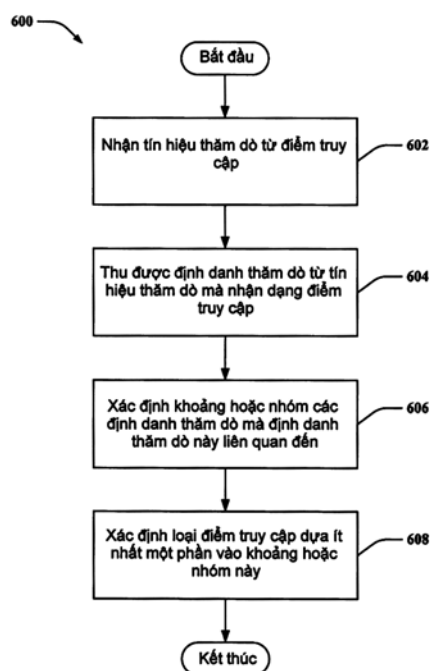 600
Bắt đầu
Nhận tín hiệu thăm dò từ điểm truy
cập
602
Thu được định danh thăm dò từ tín
hiệu thăm dò mà nhận dạng điểm
truy cập
604
Xác định khoảng hoặc nhóm các
định danh thăm dò mà định danh
thăm dò này liên quan đến
606
Xác định loại điểm truy cập dựa ít
nhất một phần vào khoảng hoặc
nhóm này
608
Kết thúc